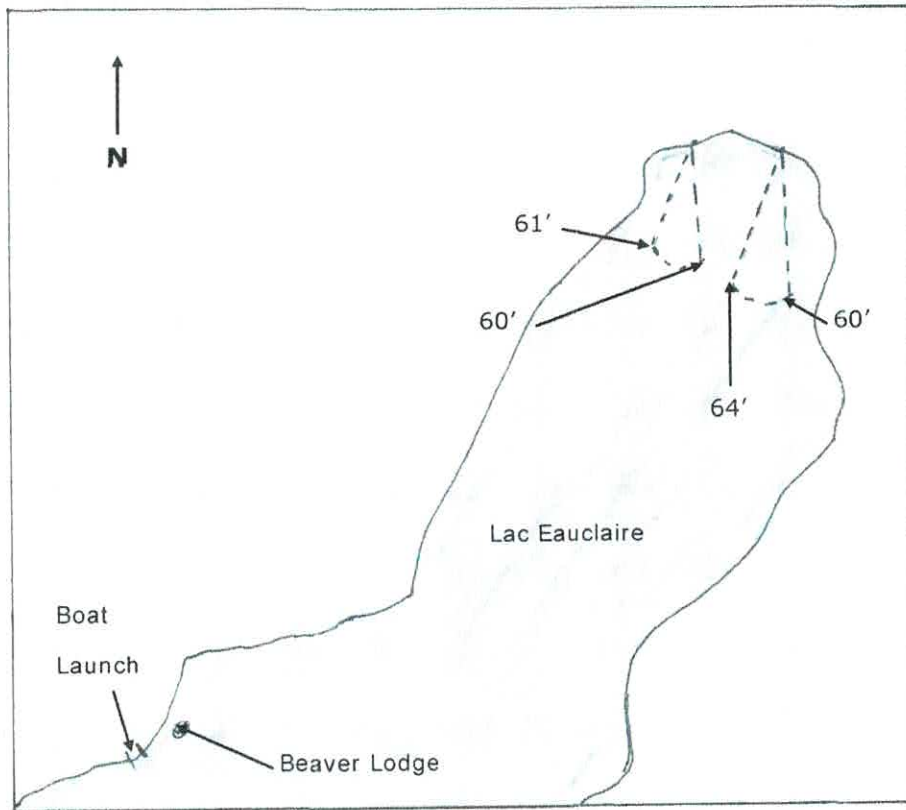 N
61'
60'
60'
64'
Lac Eauclaire
Boat
Launch
Beaver Lodge